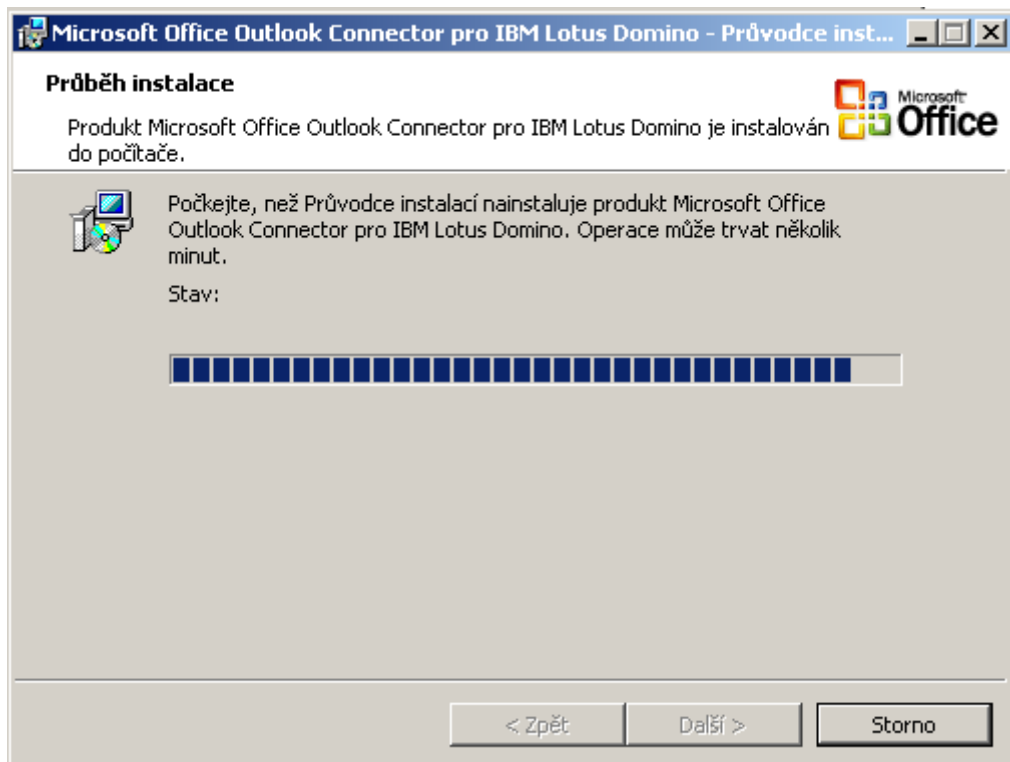 Microsoft Office Outlook Connector pro IBM Lotus Domino - Průvodce inst...
Průběh instalace
Microsoft
Office
Produkt Microsoft Office Outlook Connector pro IBM Lotus Domino je instalován
do počítače.
Počkejte, než Průvodce instalací nainstaluje produkt Microsoft Office
Outlook Connector pro IBM Lotus Domino. Operace může trvat několik
minut.
Stav:
< Zpět
Další >
Storno